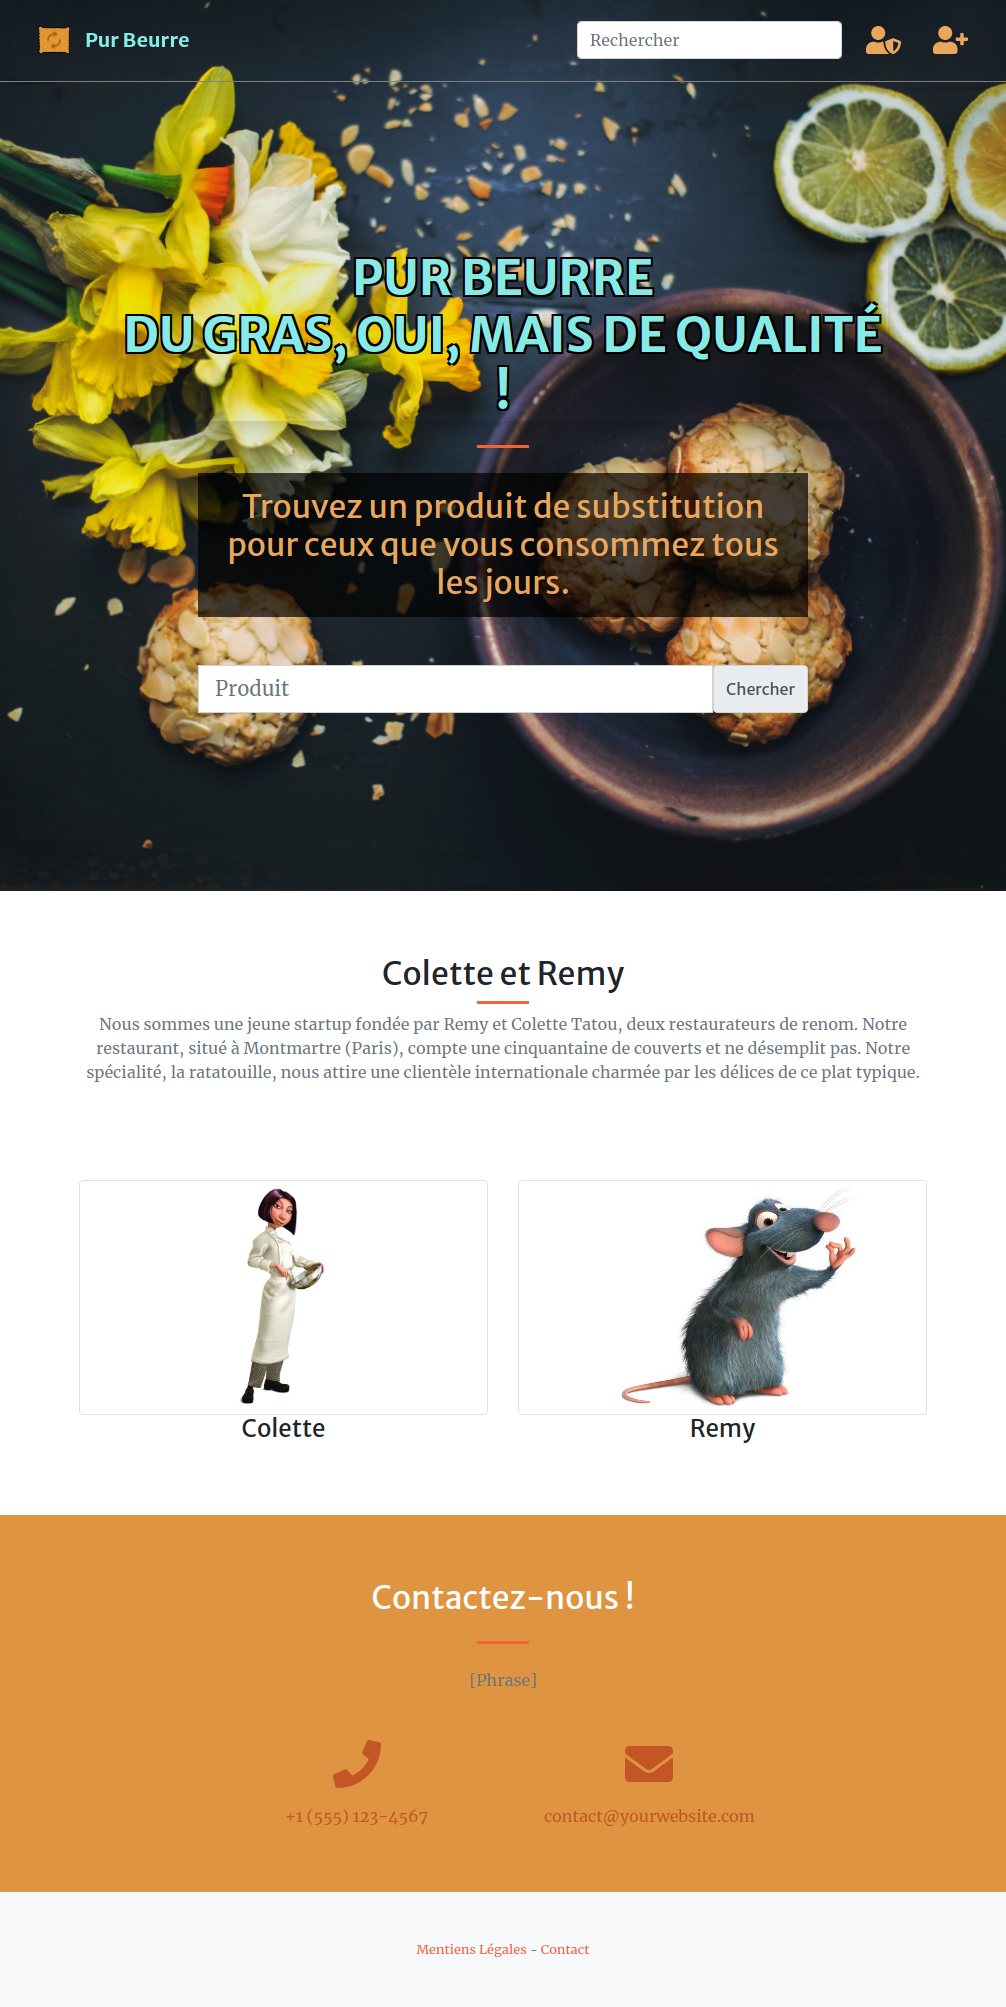 Pur Beurre
Rechercher
PUR BEURRE
DU GRAS, OUI, MAIS DE QUALITÉ
!
Trouvez un produit de substitution
pour ceux que vous consommez tous
les jours.
Produit
Chercher
Colette et Remy
Nous sommes une jeune startup fondée par Remy et Colette Tatou, deux restaurateurs de renom. Notre
restaurant, situé à Montmartre (Paris), compte une cinquantaine de couverts et ne désemplit pas. Notre
spécialité, la ratatouille, nous attire une clientèle internationale charmée par les délices de ce plat typique.
Colette
Remy
Contactez-nous !
[Phrase]
+1 (555) 123-4567
contact@yourwebsite.com
Mentiens Légales - Contact